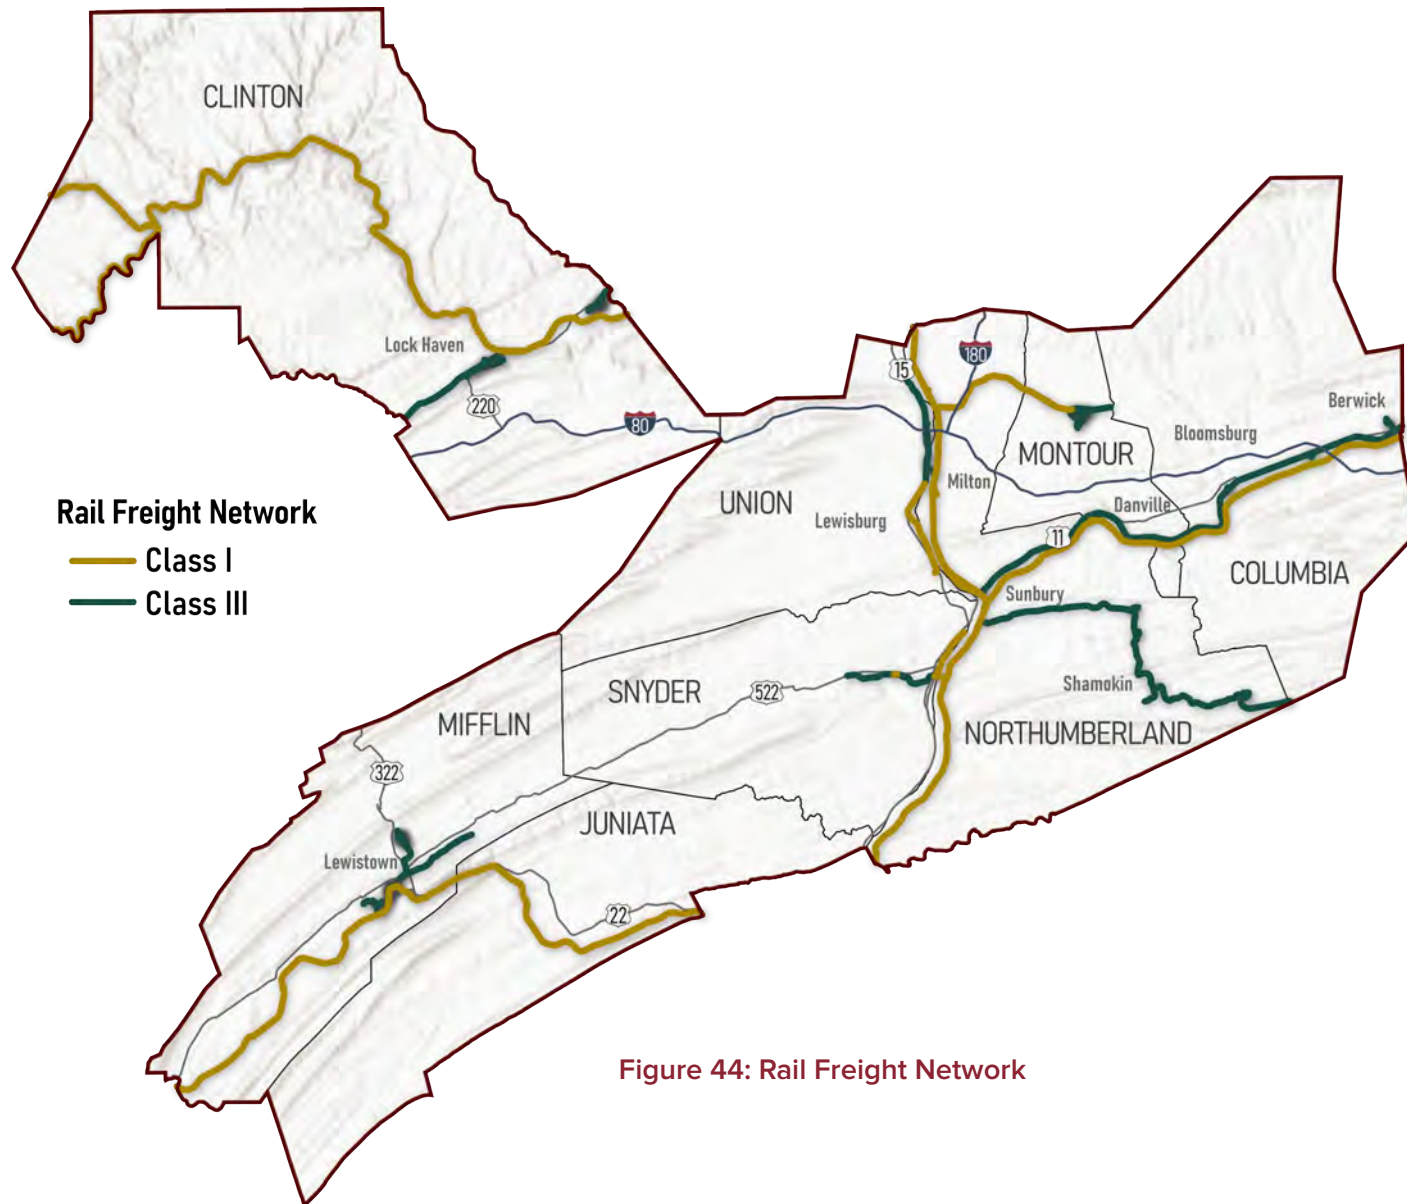 CLINTON
Lock Haven
220
80
15
180
Berwick
Bloomsburg
MONTOUR
Milton
UNION
Danville
Lewisburg
11
Rail Freight Network
Class I
Class III
COLUMBIA
Sunbury
Shamokin
SNYDER
522
MIFFLIN
NORTHUMBERLAND
322
JUNIATA
Lewistown
22
Figure 44: Rail Freight Network